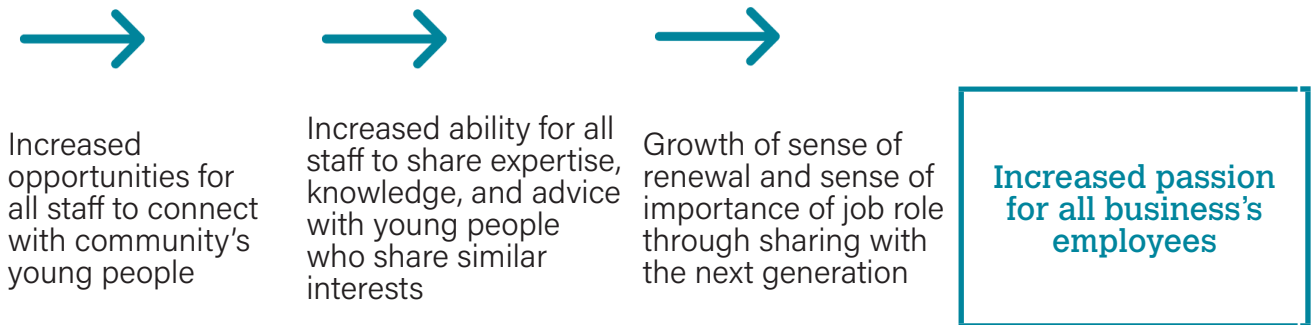 Increased
opportunities for
all staff to connect
with community's
young people
Increased ability for all
staff to share expertise,
knowledge, and advice
with young people
who share similar
interests
Growth of sense of
renewal and sense of
importance of job role
through sharing with
the next generation
Increased passion
for all business's
employees